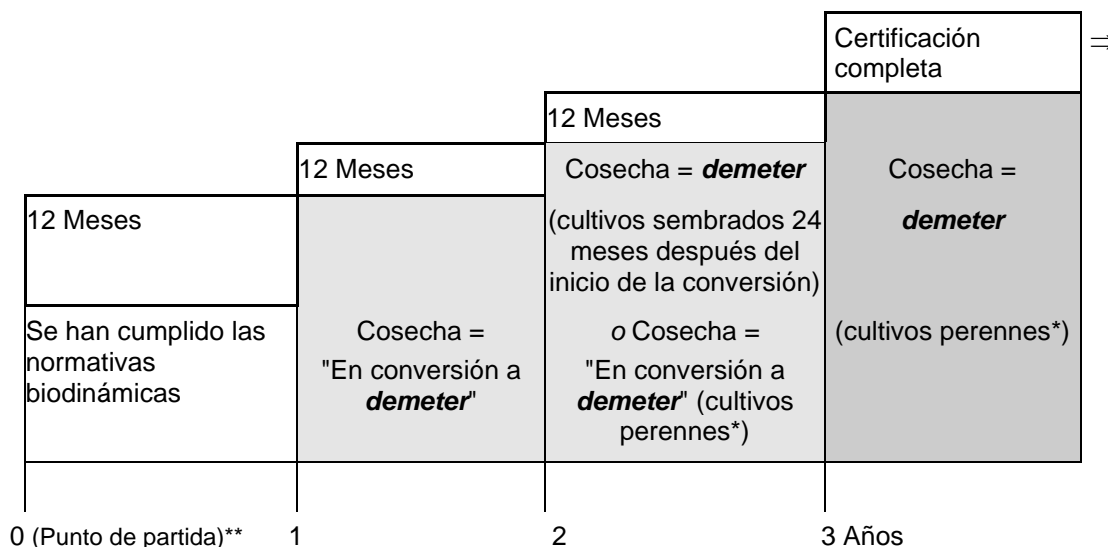 Certificación
completa
⇒
12 Meses
12 Meses
Cosecha = demeter
Cosecha =
12 Meses
(cultivos sembrados 24
meses después del
inicio de la conversión)
demeter
Se han cumplido las
normativas
biodinámicas
Cosecha =
"En conversión a
demeter"
o Cosecha =
"En conversión a
demeter" (cultivos
perennes*)
(cultivos perennes*)
0 (Punto de partida)**
1
2
3 Años